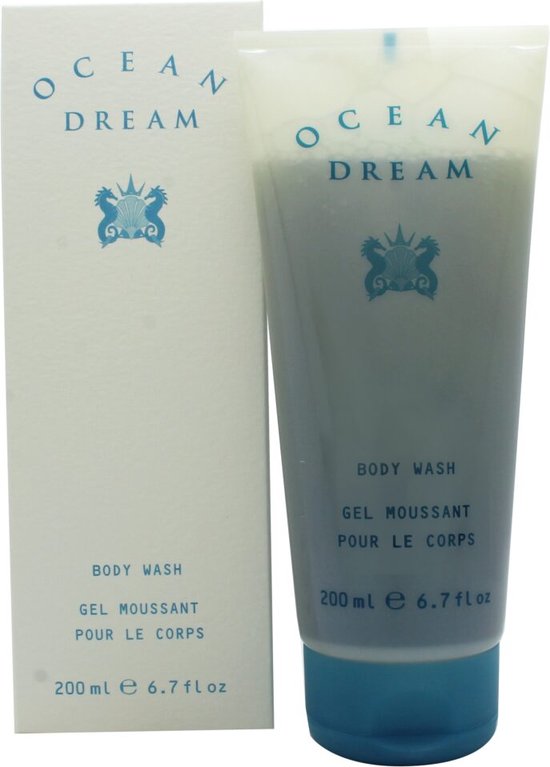 OCEAN
DREAM
BODY WASH
GEL MOUSSANT
POUR LE CORPS
200 ml e 6.7 fl oz
OCEAN
DREAM
BODY WASH
GEL MOUSSANT
POUR LE CORPS
200 ml e 6.7 fl oz